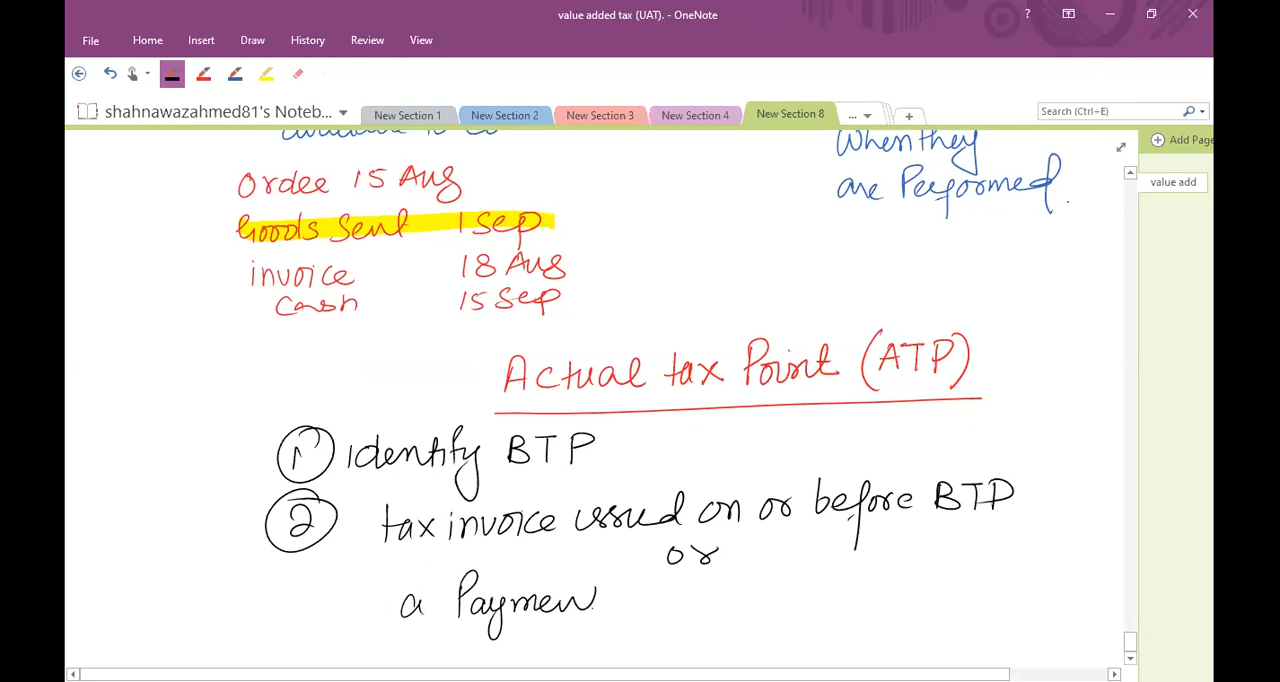 value added tax (UAT). - OneNote
?
File Home Insert Draw History Review View
shahnawazahmed81's Noteb... New Section 1 New Section 2 New Section 3 New Section 4 New Section 8 ... + Search (Ctrl+E)
Add Page
value add
When they
are Performed.
Order 15 Aug
Goods Sent 1 Sep
invoice 18 Aug
Cash 15 Sep
Actual tax Point (ATP)
1 Identify BTP
2 tax invoice issued on or before BTP
or
a Paymen